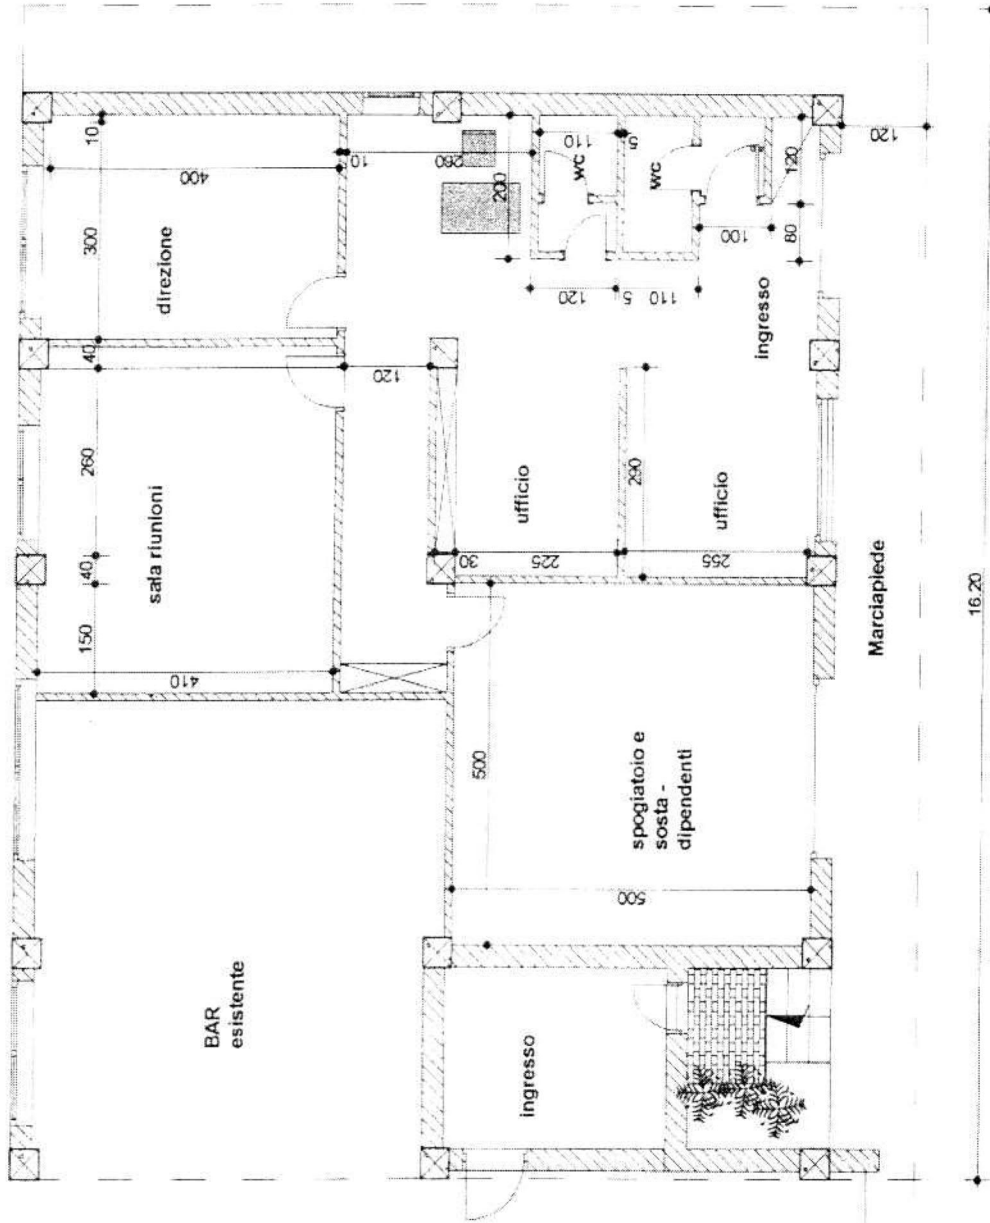 BAR
esistente
sala riunioni
direzione
ingresso
spogiatoio e
sosta -
dipendenti
ufficio
ufficio
ingresso
wc
wc
Marciapiede
150
40
260
40
300
10
410
400
500
500
30
225
255
290
120
10
260
200
110
5
120
5
110
100
80
120
120
16.20